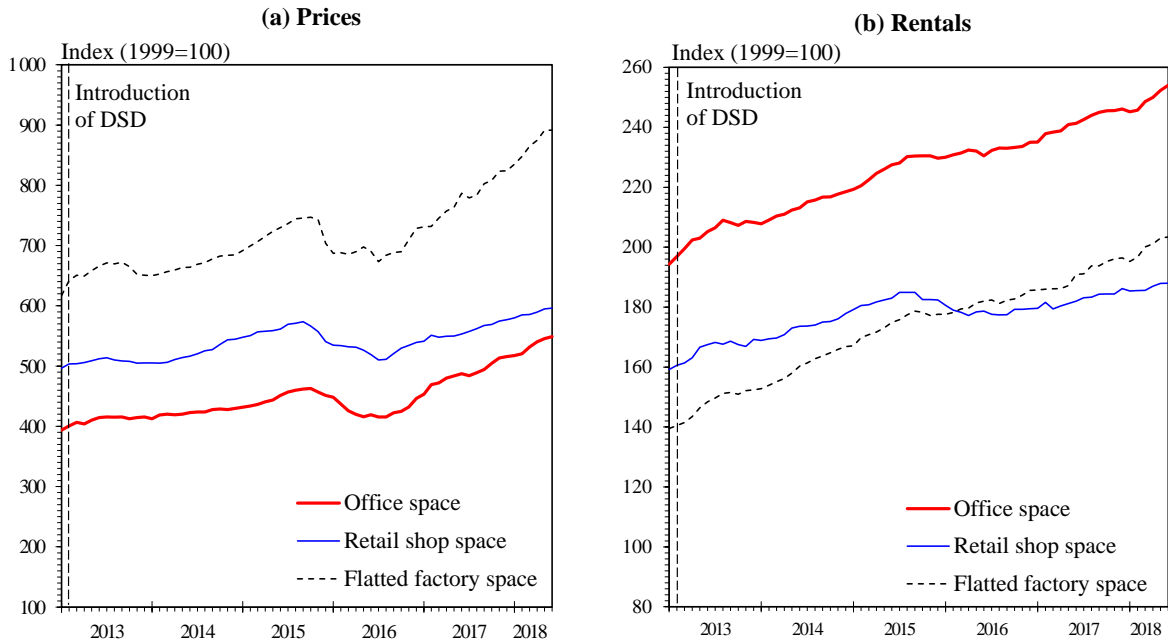 (a) Prices
Index (1999=100)
1 000
900
800
700
600
500
400
300
200
100
Introduction
of DSD
Office space
Retail shop space
Flatted factory space
2013 2014 2015 2016 2017 2018
(b) Rentals
Index (1999=100)
260
240
220
200
180
160
140
120
100
80
Introduction
of DSD
Office space
Retail shop space
Flatted factory space
2013 2014 2015 2016 2017 2018